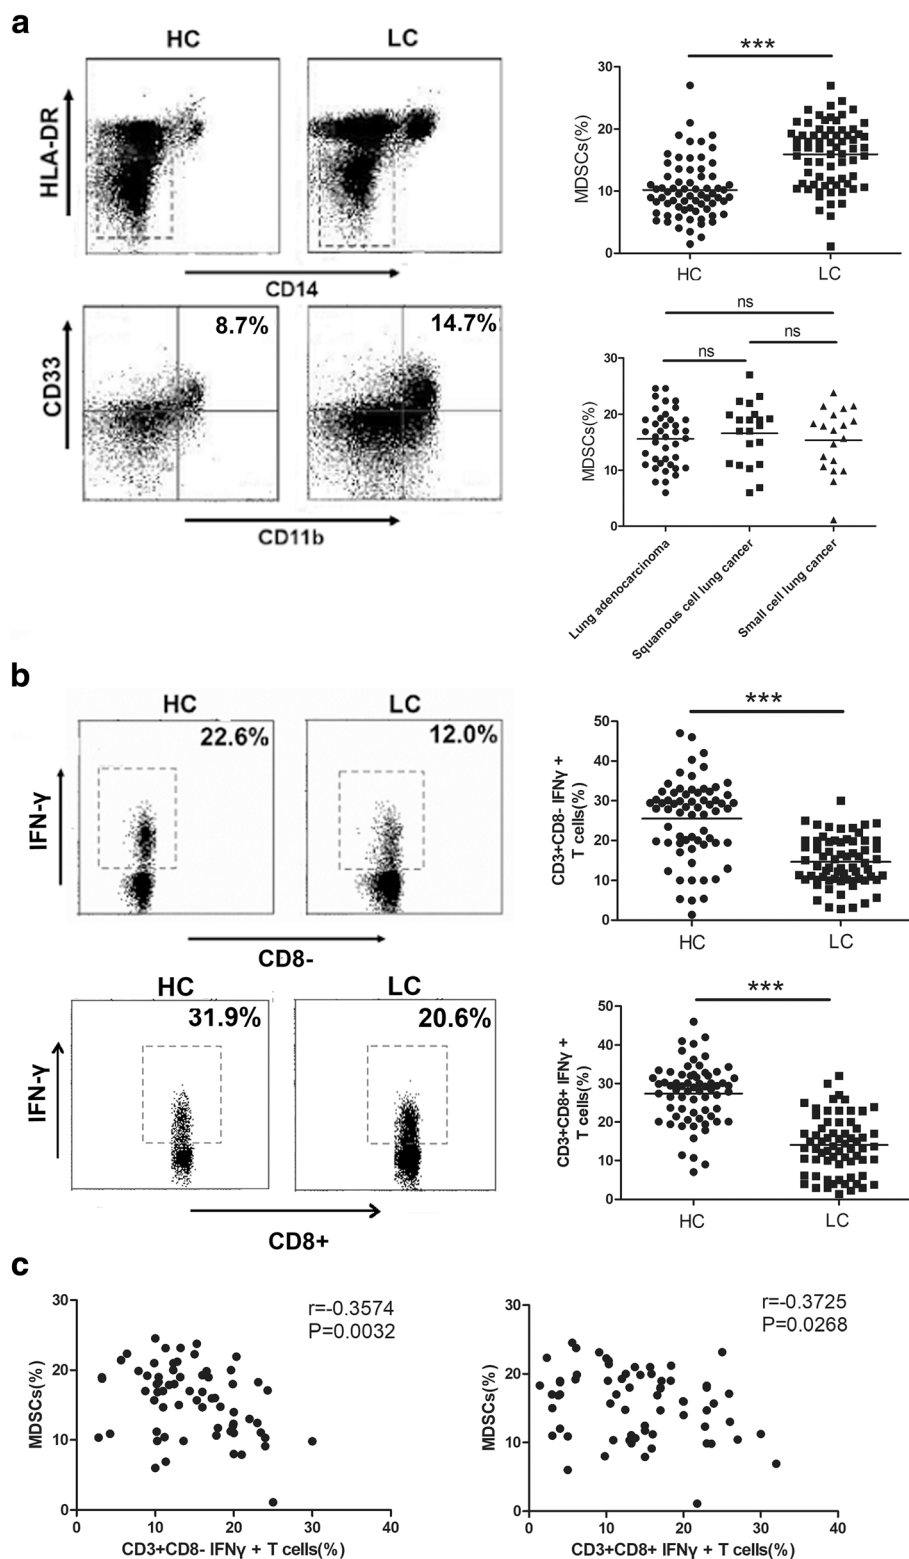 a
HC
LC
HLA-DR
CD14
8.7%
14.7%
CD33
CD11b
***
30
20
10
0
MDSCs(%)
HC
LC
ns
ns
ns
30
20
10
0
MDSCs(%)
Lung adenocarcinoma
Squamous cell lung cancer
Small cell lung cancer
b
HC
LC
22.6%
12.0%
IFN-γ
CD8-
***
50
40
30
20
10
0
CD3+CD8- IFNγ +
T cells(%)
HC
LC
HC
LC
31.9%
20.6%
IFN-γ
CD8+
***
50
40
30
20
10
0
CD3+CD8+ IFNγ +
T cells(%)
HC
LC
c
r=-0.3574
P=0.0032
30
20
10
0
MDSCs(%)
0
10
20
30
40
CD3+CD8- IFNγ + T cells(%)
r=-0.3725
P=0.0268
30
20
10
0
MDSCs(%)
0
10
20
30
40
CD3+CD8+ IFNγ + T cells(%)